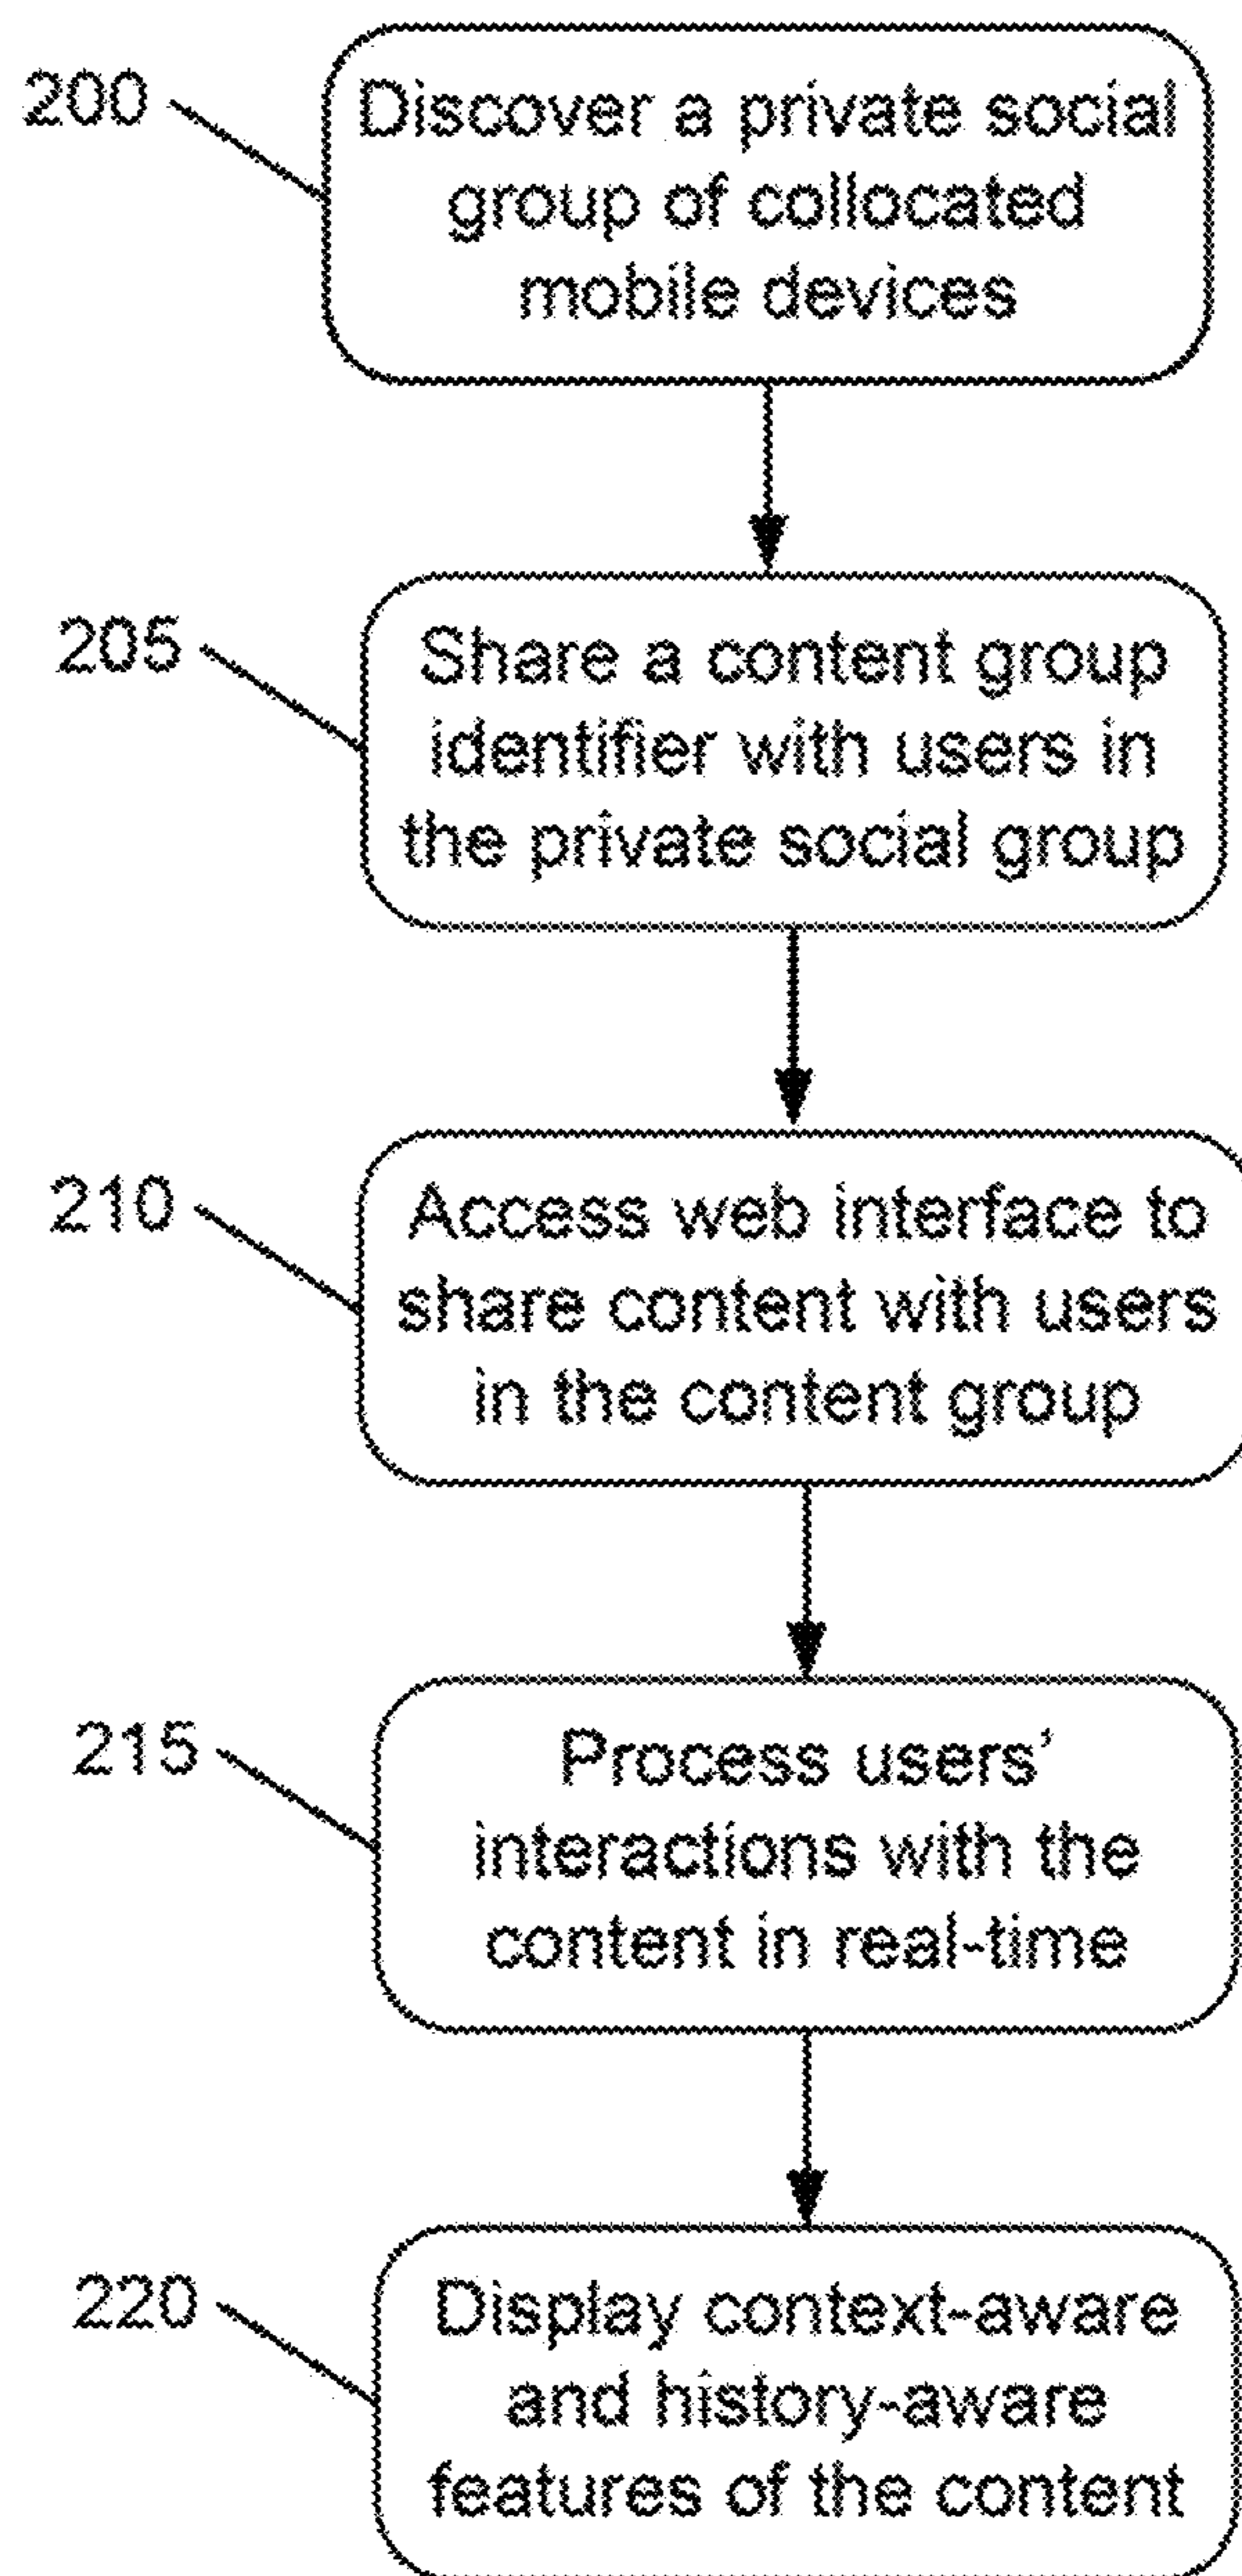 200
Discover a private social
group of collocated
mobile devices
205
Share a content group
identifier with users in
the private social group
210
Access web interface to
share content with users
in the content group
215
Process users'
interactions with the
content in real-time
220
Display context-aware
and history-aware
features of the content